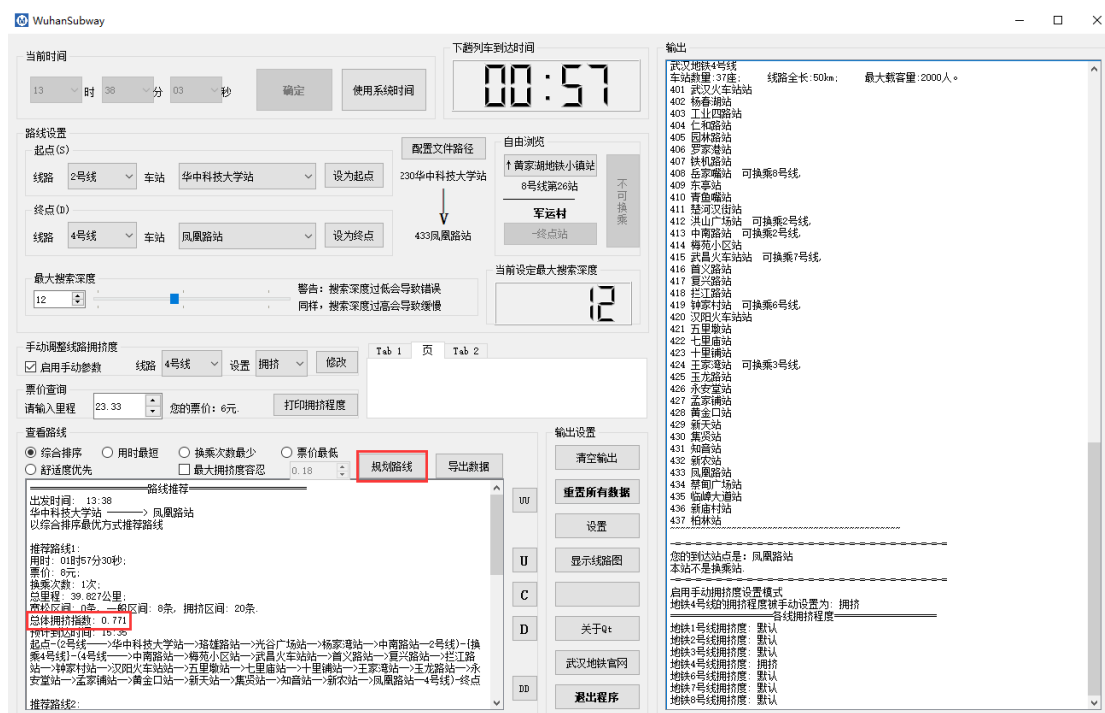 WuhanSubway
当前时间
13 时 38 分 03 秒 确定 使用系统时间
下趟列车到达时间
00:57
路线设置
起点(S)
线路 2号线 车站 华中科技大学站 设为起点
终点(D)
线路 4号线 车站 凤凰路站 设为终点
配置文件路径
230华中科技大学站
433凤凰路站
自由浏览
↑黄家湖地铁小镇站
8号线第26站
军运村
-终点站
不可换乘
最大搜索深度
12
警告: 搜索深度过低会导致错误
同样, 搜索深度过高会导致缓慢
当前设定最大搜索深度
12
手动调整线路拥挤度
启用手动参数 线路 4号线 设置 拥挤 修改
票价查询
请输入里程 23.33 您的票价: 6元. 打印拥挤程度
Tab 1 页 Tab 2
查看路线
综合排序 用时最短 换乘次数最少 票价最低
舒适度优先 最大拥挤度容忍 0.18 规划路线 导出数据
═══════════路线推荐═══════════
出发时间: 13:38
华中科技大学站 ———〉 凤凰路站
以综合排序最优方式推荐路线
推荐路线1:
用时: 01时57分30秒;
票价: 8元;
换乘次数: 1次;
总里程: 39.827公里;
宽松区间: 0条, 一般区间: 8条, 拥挤区间: 20条.
总体拥挤指数: 0.771
预计到达时间: 15:35
起点-(2号线——>华中科技大学站—>珞雄路站—>光谷广场站—>杨家湾站—>中南路站—2号线)-{换
乘4号线}-(4号线——>中南路站—>梅苑小区站—>武昌火车站站—>首义路站—>复兴路站—>拦江路
站—>钟家村站—>汉阳火车站站—>五里墩站—>七里庙站—>十里铺站—>王家湾站—>玉龙路站—>永
安堂站—>孟家铺站—>黄金口站—>新天站—>集贤站—>知音站—>新农站—>凤凰路站—4号线)-终点
推荐路线2:
UU
U
C
D
DD
输出设置
清空输出
重置所有数据
设置
显示线路图
关于Qt
武汉地铁官网
退出程序
输出
武汉地铁4号线
车站数量:37座; 线路全长:50km; 最大载客量:2000人。
401 武汉火车站站
402 杨春湖站
403 工业四路站
404 仁和路站
405 园林路站
406 罗家港站
407 铁机路站
408 岳家嘴站 可换乘8号线,
409 东亭站
410 青鱼嘴站
411 楚河汉街站
412 洪山广场站 可换乘2号线,
413 中南路站 可换乘2号线,
414 梅苑小区站
415 武昌火车站站 可换乘7号线,
416 首义路站
417 复兴路站
418 拦江路站
419 钟家村站 可换乘6号线,
420 汉阳火车站站
421 五里墩站
422 七里庙站
423 十里铺站
424 王家湾站 可换乘3号线,
425 玉龙路站
426 永安堂站
427 孟家铺站
428 黄金口站
429 新天站
430 集贤站
431 知音站
432 新农站
433 凤凰路站
434 蔡甸广场站
435 临嶂大道站
436 新庙村站
437 柏林站
~~~~~~~~~~~~~~~~~~~~~~~~~~~~~~~~~~~~~~
-=-=-=-=-=-=-=-=-=-=-=-=-=-=-=-=-=-=-=-=-=
您的到达站点是: 凤凰路站
本站不是换乘站.
-=-=-=-=-=-=-=-=-=-=-=-=-=-=-=-=-=-=-=-=-=
启用手动拥挤度设置模式
地铁4号线的拥挤程度被手动设置为: 拥挤
══════════各线拥挤程度══════════
地铁1号线拥挤度: 默认
地铁2号线拥挤度: 默认
地铁3号线拥挤度: 默认
地铁4号线拥挤度: 拥挤
地铁6号线拥挤度: 默认
地铁7号线拥挤度: 默认
地铁8号线拥挤度: 默认